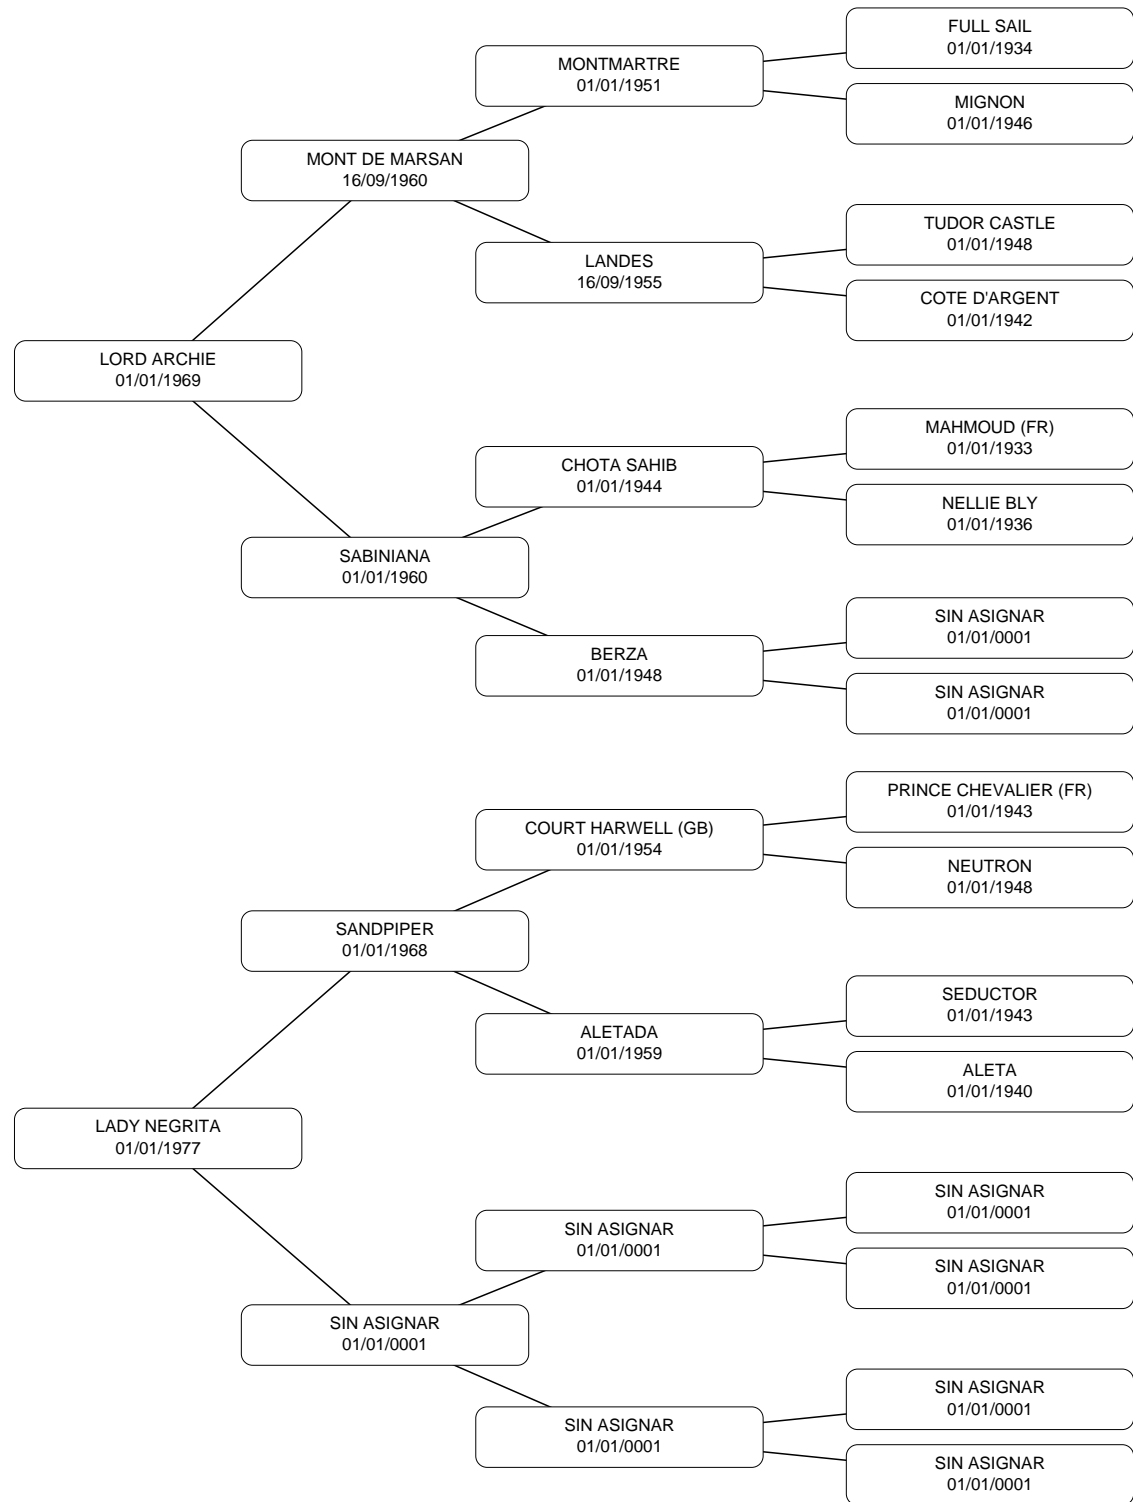 FULL SAIL
01/01/1934
MONTMARTRE
01/01/1951
MIGNON
01/01/1946
MONT DE MARSAN
16/09/1960
TUDOR CASTLE
01/01/1948
LANDES
16/09/1955
COTE D'ARGENT
01/01/1942
LORD ARCHIE
01/01/1969
MAHMOUD (FR)
01/01/1933
CHOTA SAHIB
01/01/1944
NELLIE BLY
01/01/1936
SABINIANA
01/01/1960
SIN ASIGNAR
01/01/0001
BERZA
01/01/1948
SIN ASIGNAR
01/01/0001
PRINCE CHEVALIER (FR)
01/01/1943
COURT HARWELL (GB)
01/01/1954
NEUTRON
01/01/1948
SANDPIPER
01/01/1968
SEDUCTOR
01/01/1943
ALETADA
01/01/1959
ALETA
01/01/1940
LADY NEGRITA
01/01/1977
SIN ASIGNAR
01/01/0001
SIN ASIGNAR
01/01/0001
SIN ASIGNAR
01/01/0001
SIN ASIGNAR
01/01/0001
SIN ASIGNAR
01/01/0001
SIN ASIGNAR
01/01/0001
SIN ASIGNAR
01/01/0001